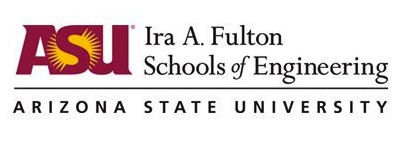 ASU
Ira A. Fulton
Schools of Engineering
ARIZONA STATE UNIVERSITY